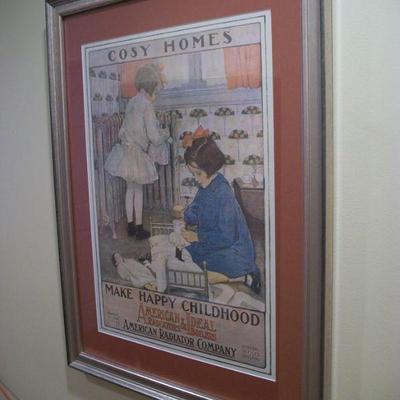 COSY HOMES
MAKE HAPPY CHILDHOOD
AMERICAN & IDEAL
RADIATORS & BOILERS
AMERICAN RADIATOR COMPANY